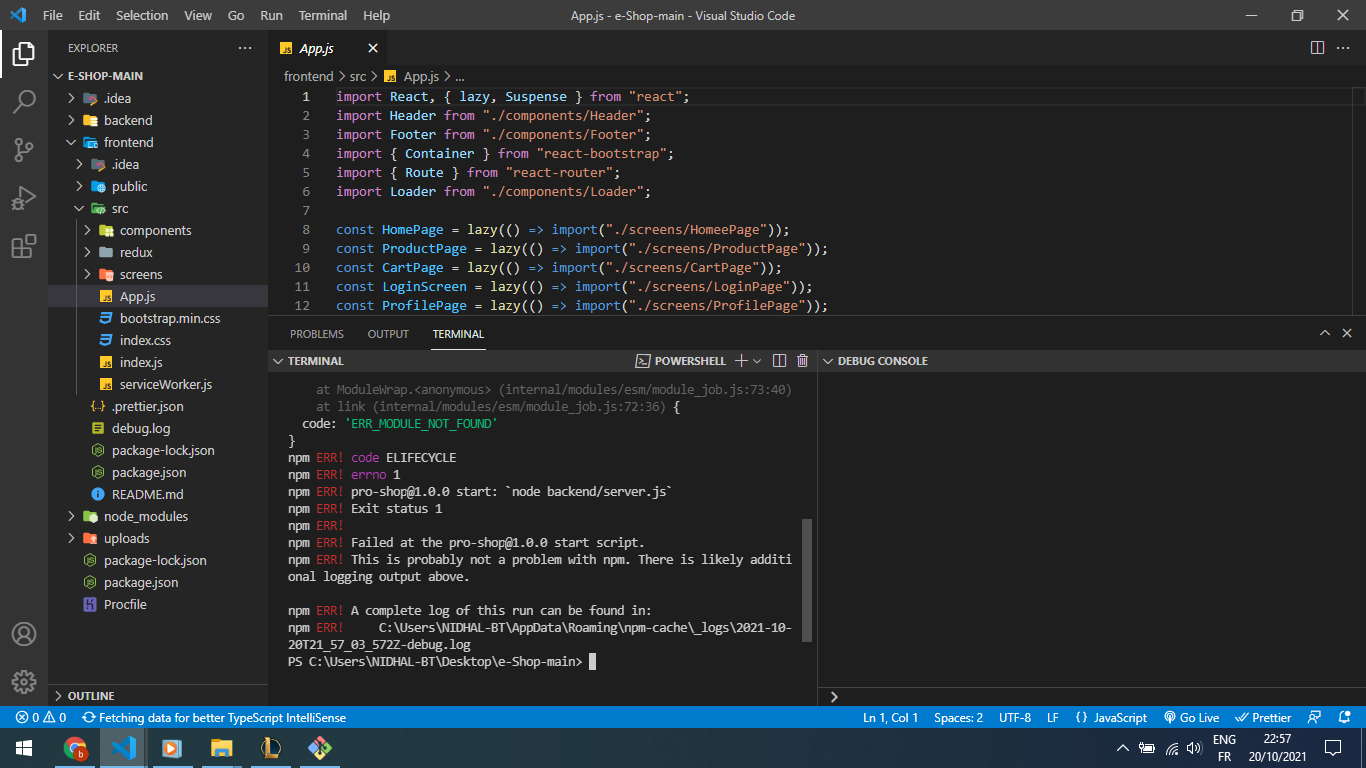 File Edit Selection View Go Run Terminal Help
App.js - e-Shop-main - Visual Studio Code
EXPLORER
E-SHOP-MAIN
.idea
backend
frontend
.idea
public
src
components
redux
screens
App.js
bootstrap.min.css
index.css
index.js
serviceWorker.js
.prettier.json
debug.log
package-lock.json
package.json
README.md
node_modules
uploads
package-lock.json
package.json
Procfile
OUTLINE
JS App.js
frontend > src > JS App.js > ...
1 import React, { lazy, Suspense } from "react";
2 import Header from "./components/Header";
3 import Footer from "./components/Footer";
4 import { Container } from "react-bootstrap";
5 import { Route } from "react-router";
6 import Loader from "./components/Loader";
7
8 const HomePage = lazy(() => import("./screens/HomeePage"));
9 const ProductPage = lazy(() => import("./screens/ProductPage"));
10 const CartPage = lazy(() => import("./screens/CartPage"));
11 const LoginScreen = lazy(() => import("./screens/LoginPage"));
12 const ProfilePage = lazy(() => import("./screens/ProfilePage"));
PROBLEMS OUTPUT TERMINAL
TERMINAL
POWERSHELL
DEBUG CONSOLE
at ModuleWrap.<anonymous> (internal/modules/esm/module_job.js:73:40)
at link (internal/modules/esm/module_job.js:72:36) {
code: 'ERR_MODULE_NOT_FOUND'
}
npm ERR! code ELIFECYCLE
npm ERR! errno 1
npm ERR! pro-shop@1.0.0 start: `node backend/server.js`
npm ERR! Exit status 1
npm ERR!
npm ERR! Failed at the pro-shop@1.0.0 start script.
npm ERR! This is probably not a problem with npm. There is likely additi
onal logging output above.
npm ERR! A complete log of this run can be found in:
npm ERR! C:\Users\NIDHAL-BT\AppData\Roaming\npm-cache\_logs\2021-10-
20T21_57_03_572Z-debug.log
PS C:\Users\NIDHAL-BT\Desktop\e-Shop-main>
0 0 Fetching data for better TypeScript IntelliSense
Ln 1, Col 1 Spaces: 2 UTF-8 LF {} JavaScript Go Live Prettier
ENG
FR
22:57
20/10/2021